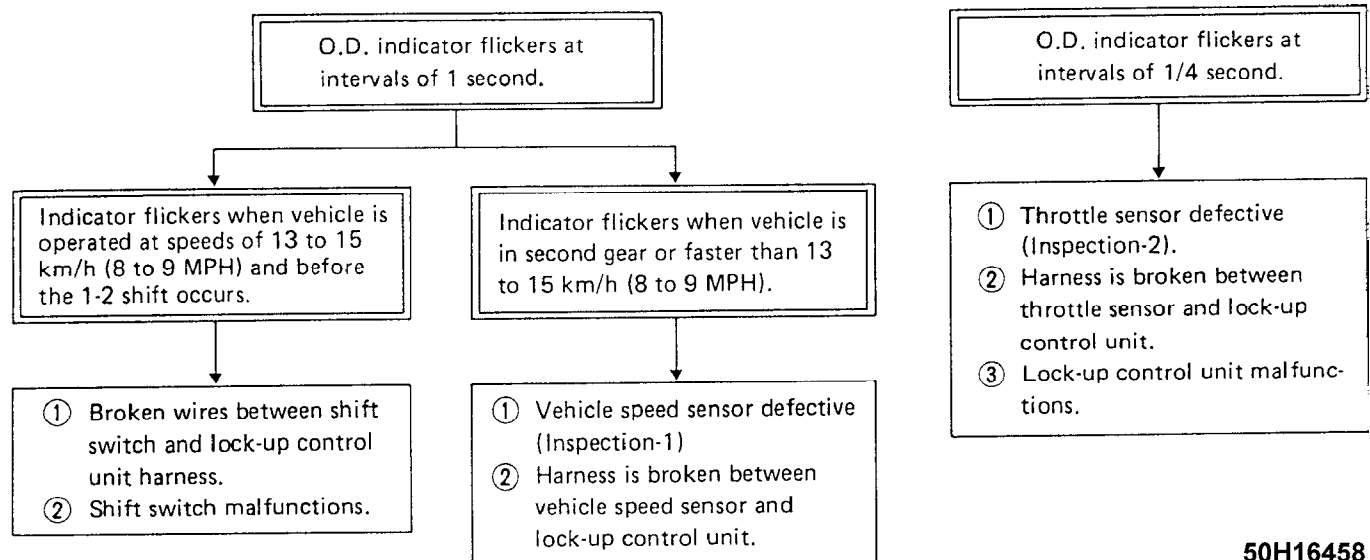 O.D. indicator flickers at
intervals of 1 second.
Indicator flickers when vehicle is
operated at speeds of 13 to 15
km/h (8 to 9 MPH) and before
the 1-2 shift occurs.
① Broken wires between shift
switch and lock-up control
unit harness.
② Shift switch malfunctions.
Indicator flickers when vehicle is
in second gear or faster than 13
to 15 km/h (8 to 9 MPH).
① Vehicle speed sensor defective
(Inspection-1)
② Harness is broken between
vehicle speed sensor and
lock-up control unit.
O.D. indicator flickers at
intervals of 1/4 second.
① Throttle sensor defective
(Inspection-2).
② Harness is broken between
throttle sensor and lock-up
control unit.
③ Lock-up control unit malfunc-
tions.
50H16458